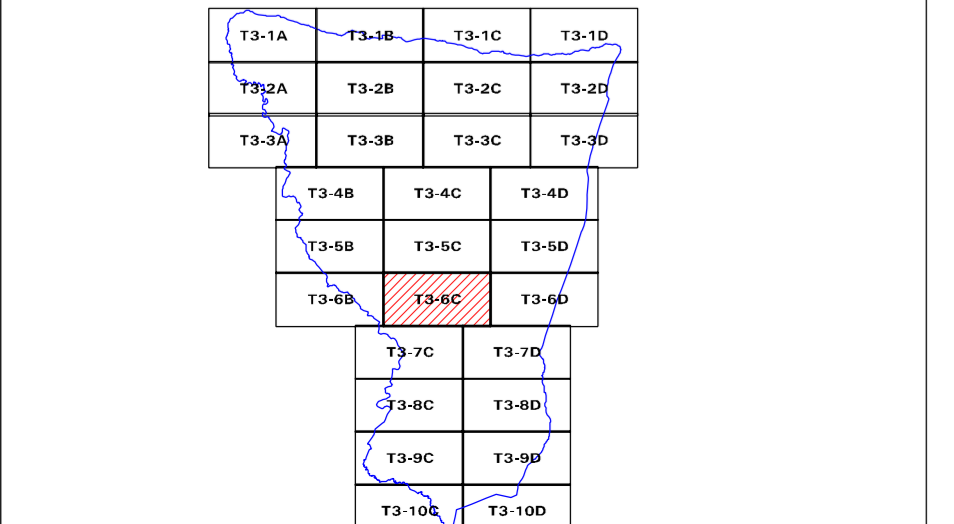 T3-1A T3-1B T3-1C T3-1D
T3-2A T3-2B T3-2C T3-2D
T3-3A T3-3B T3-3C T3-3D
T3-4B T3-4C T3-4D
T3-5B T3-5C T3-5D
T3-6B T3-6C T3-6D
T3-7C T3-7D
T3-8C T3-8D
T3-9C T3-9D
T3-10C T3-10D